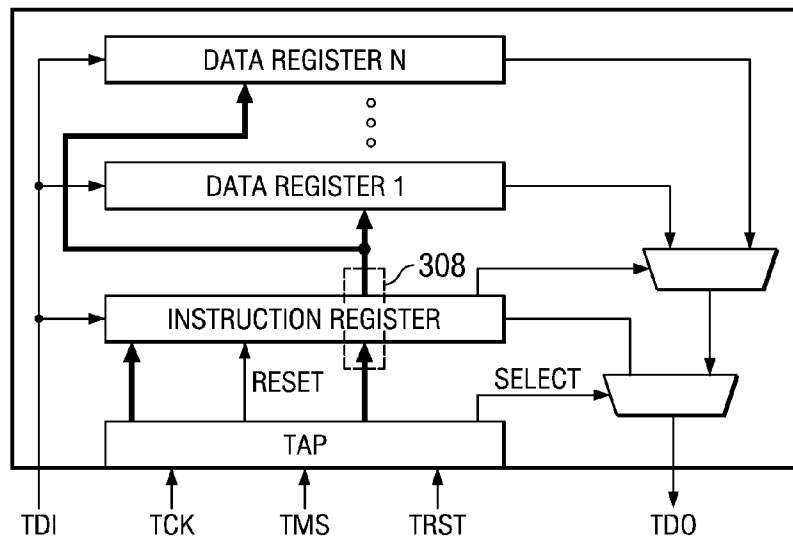 DATA REGISTER N
DATA REGISTER 1
308
INSTRUCTION REGISTER
RESET
SELECT
TAP
TDI
TCK
TMS
TRST
TDO